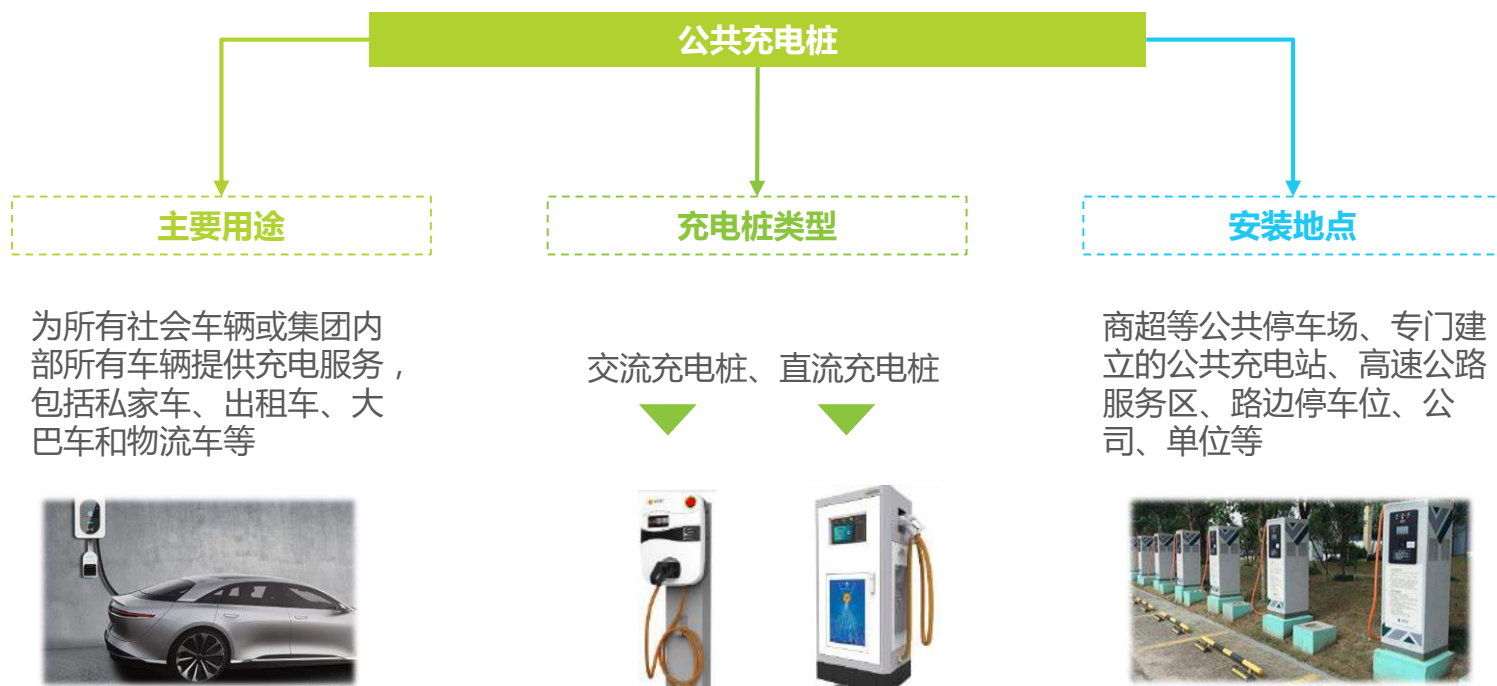 公共充电桩
主要用途
充电桩类型
安装地点
为所有社会车辆或集团内
部所有车辆提供充电服务，
包括私家车、出租车、大
巴车和物流车等
交流充电桩、直流充电桩
商超等公共停车场、专门建
立的公共充电站、高速公路
服务区、路边停车位、公
司、单位等